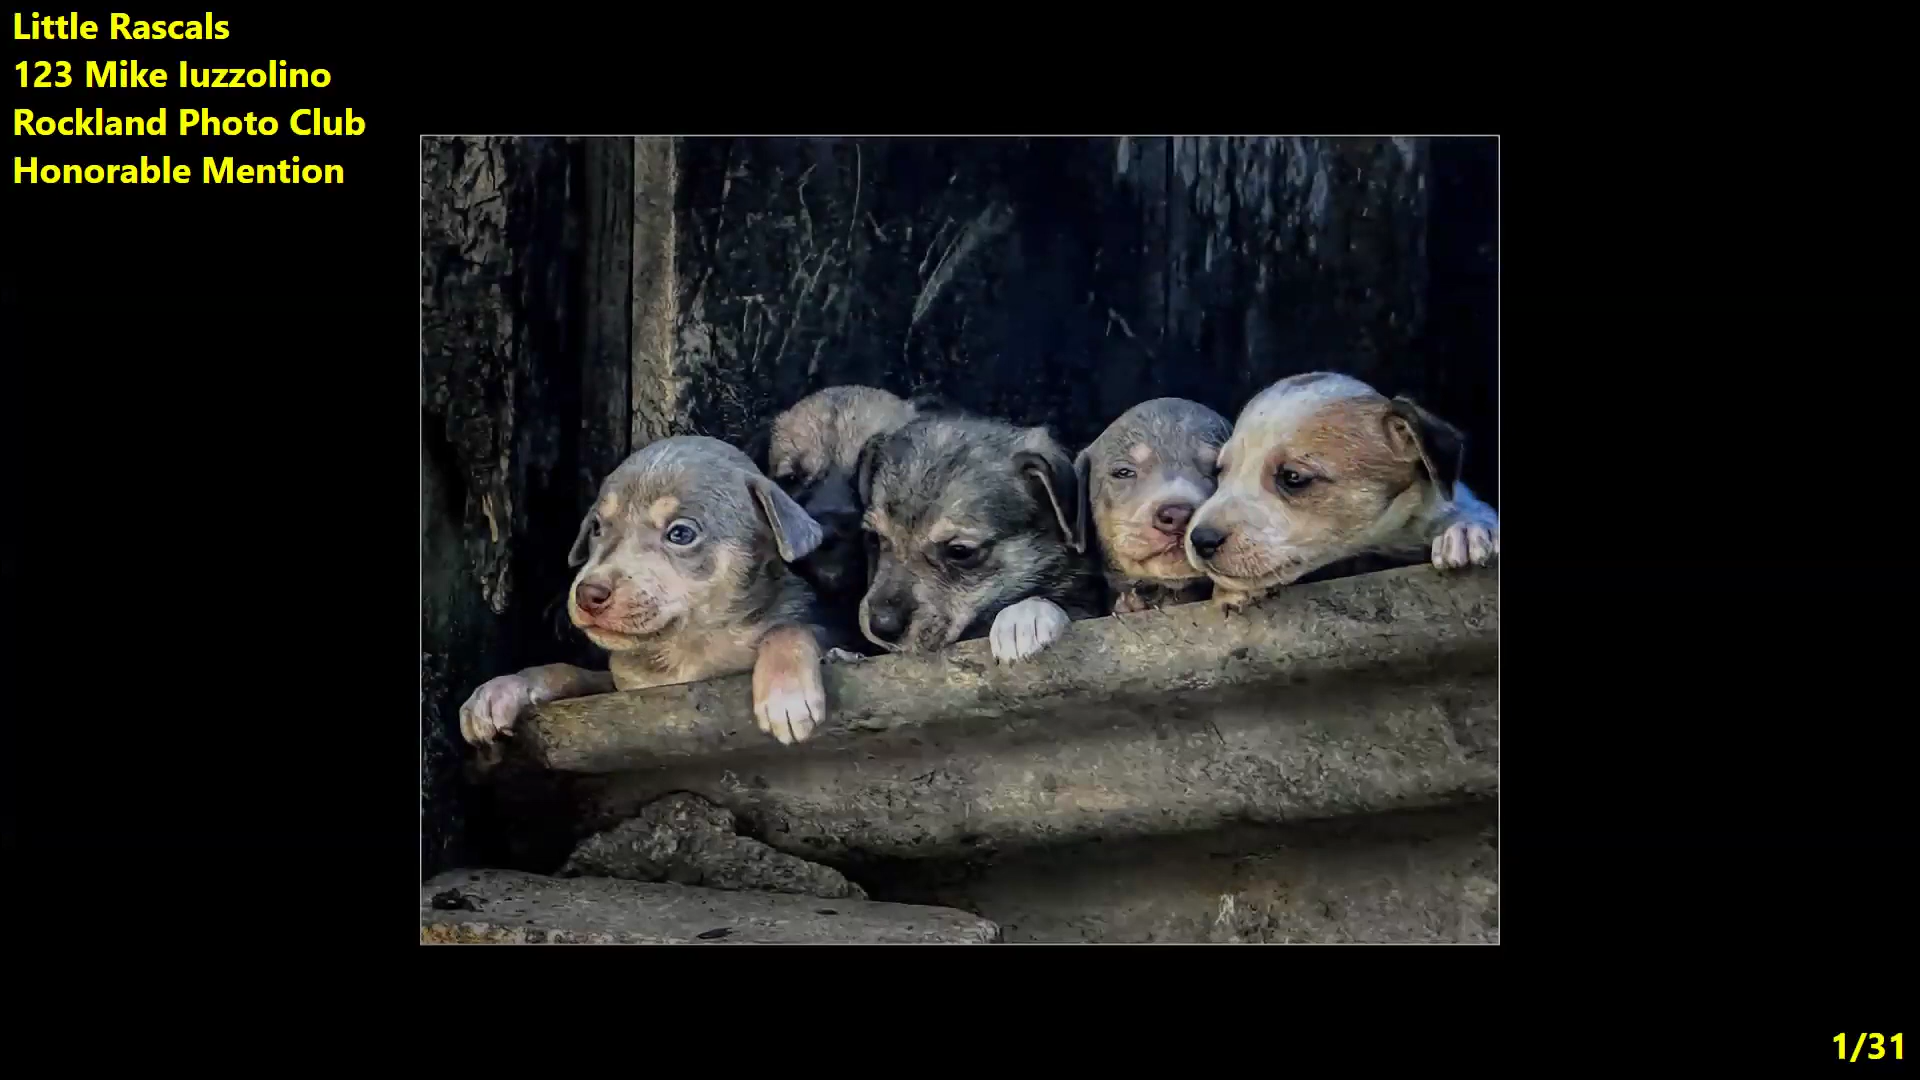 Little Rascals
123 Mike Iuzzolino
Rockland Photo Club
Honorable Mention
1/31